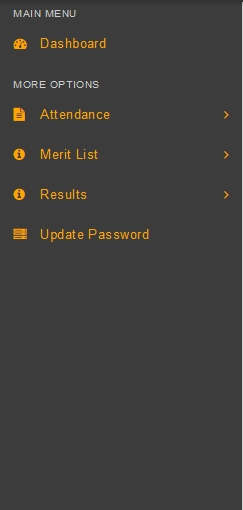 MAIN MENU
Dashboard
MORE OPTIONS
Attendance
Merit List
Results
Update Password